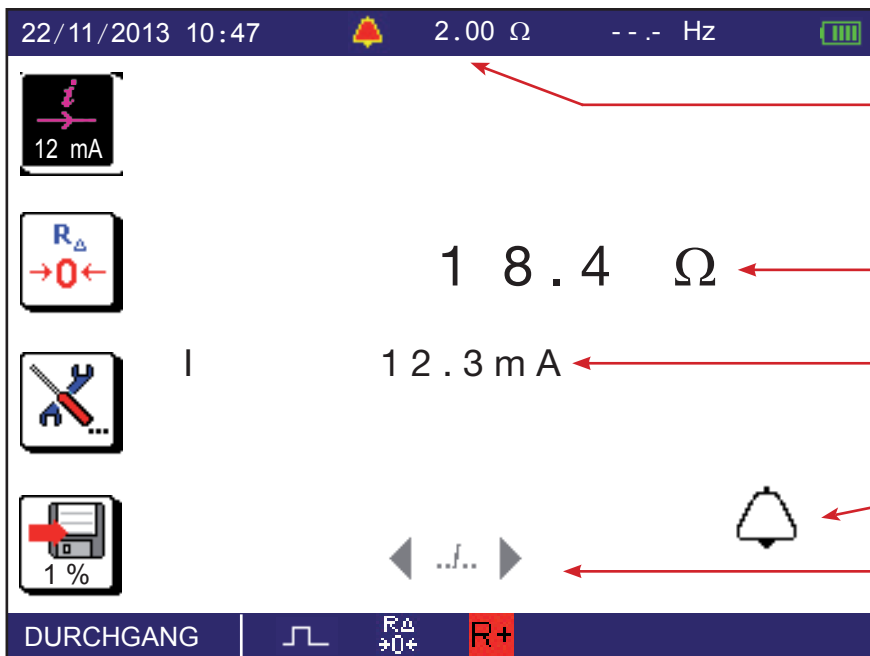 22/11/2013 10:47 2.00 Ω --.- Hz
i
12 mA
RΔ
→0←
18.4 Ω
I 12.3mA
...
1 %
../..
DURCHGANG RΔ R+
→0←